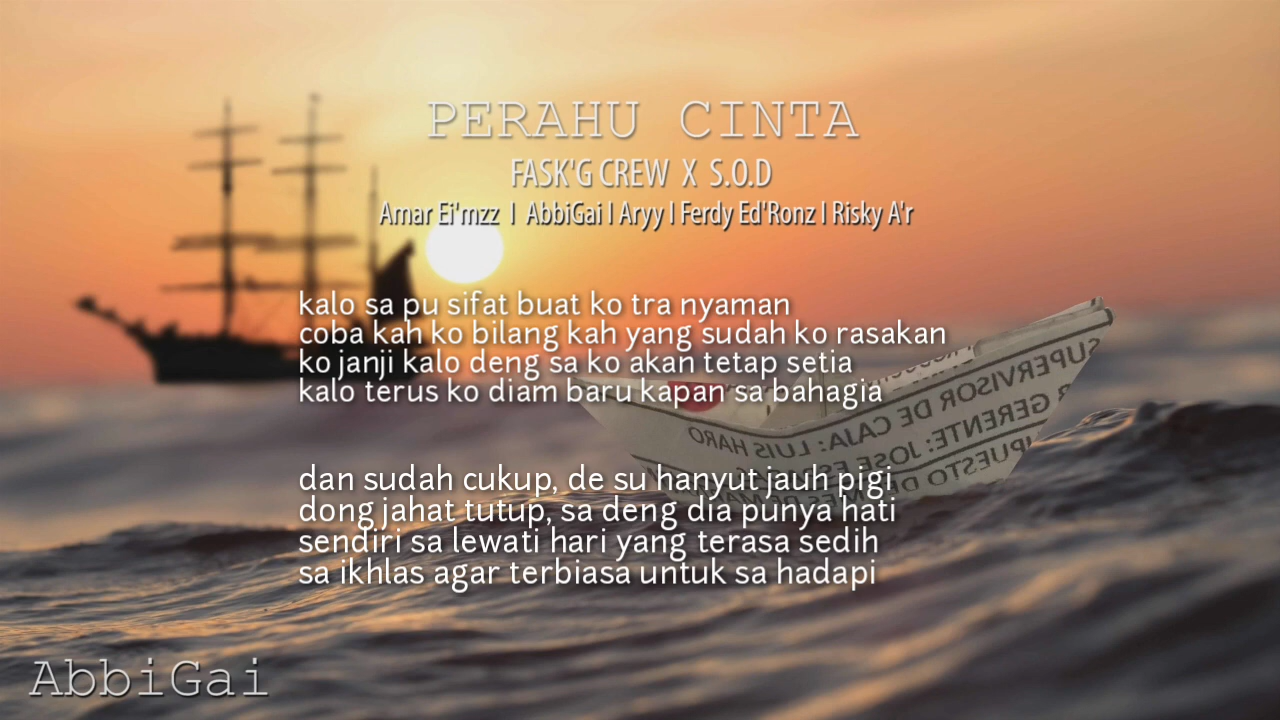 PERAHU CINTA
FASK'G CREW X S.O.D
Amar Ei'mzz I AbbiGai I Aryy I Ferdy Ed'Ronz I Risky A'r
kalo sa pu sifat buat ko tra nyaman
coba kah ko bilang kah yang sudah ko rasakan
ko janji kalo deng sa ko akan tetap setia
kalo terus ko diam baru kapan sa bahagia
dan sudah cukup, de su hanyut jauh pigi
dong jahat tutup, sa deng dia punya hati
sendiri sa lewati hari yang terasa sedih
sa ikhlas agar terbiasa untuk sa hadapi
SUPERVISOR DE CAJA: LUIS HARO
GERENTE: JOSE
AbbiGai